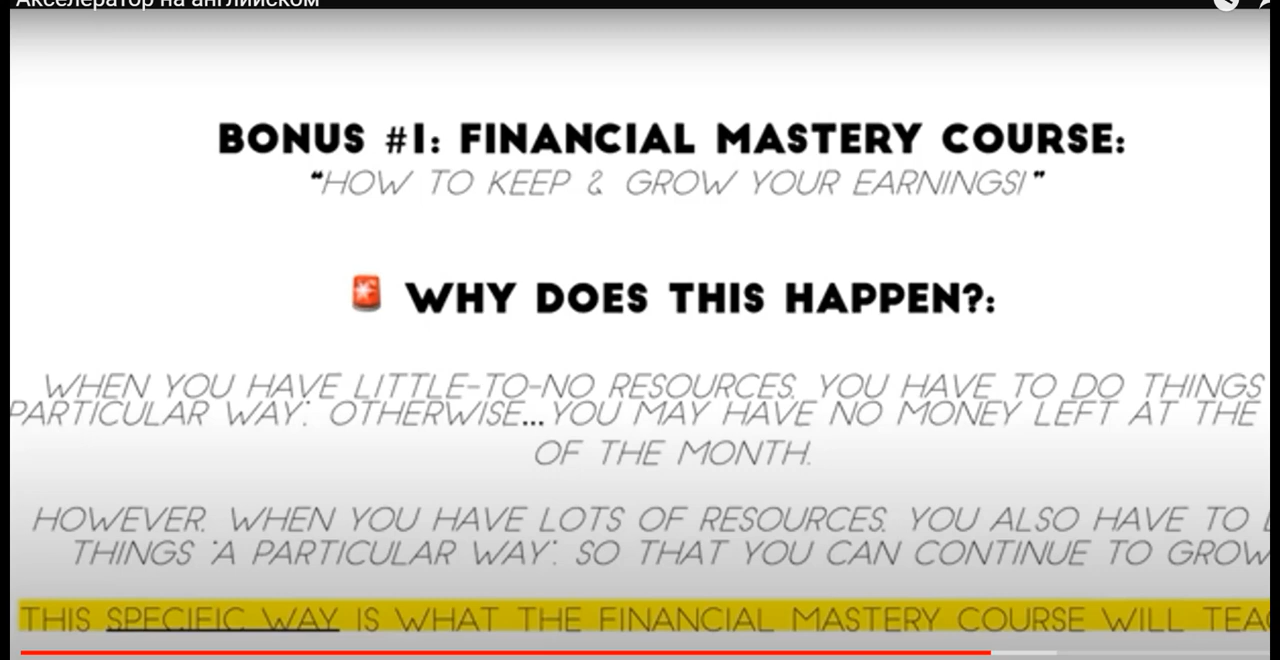 Акселератор на английском
BONUS #1: FINANCIAL MASTERY COURSE:
“HOW TO KEEP & GROW YOUR EARNINGS!”
🚨 WHY DOES THIS HAPPEN?:
WHEN YOU HAVE LITTLE-TO-NO RESOURCES, YOU HAVE TO DO THINGS
PARTICULAR WAY', OTHERWISE...YOU MAY HAVE NO MONEY LEFT AT THE
OF THE MONTH.
HOWEVER, WHEN YOU HAVE LOTS OF RESOURCES, YOU ALSO HAVE TO
THINGS 'A PARTICULAR WAY', SO THAT YOU CAN CONTINUE TO GROW
THIS SPECIFIC WAY IS WHAT THE FINANCIAL MASTERY COURSE WILL